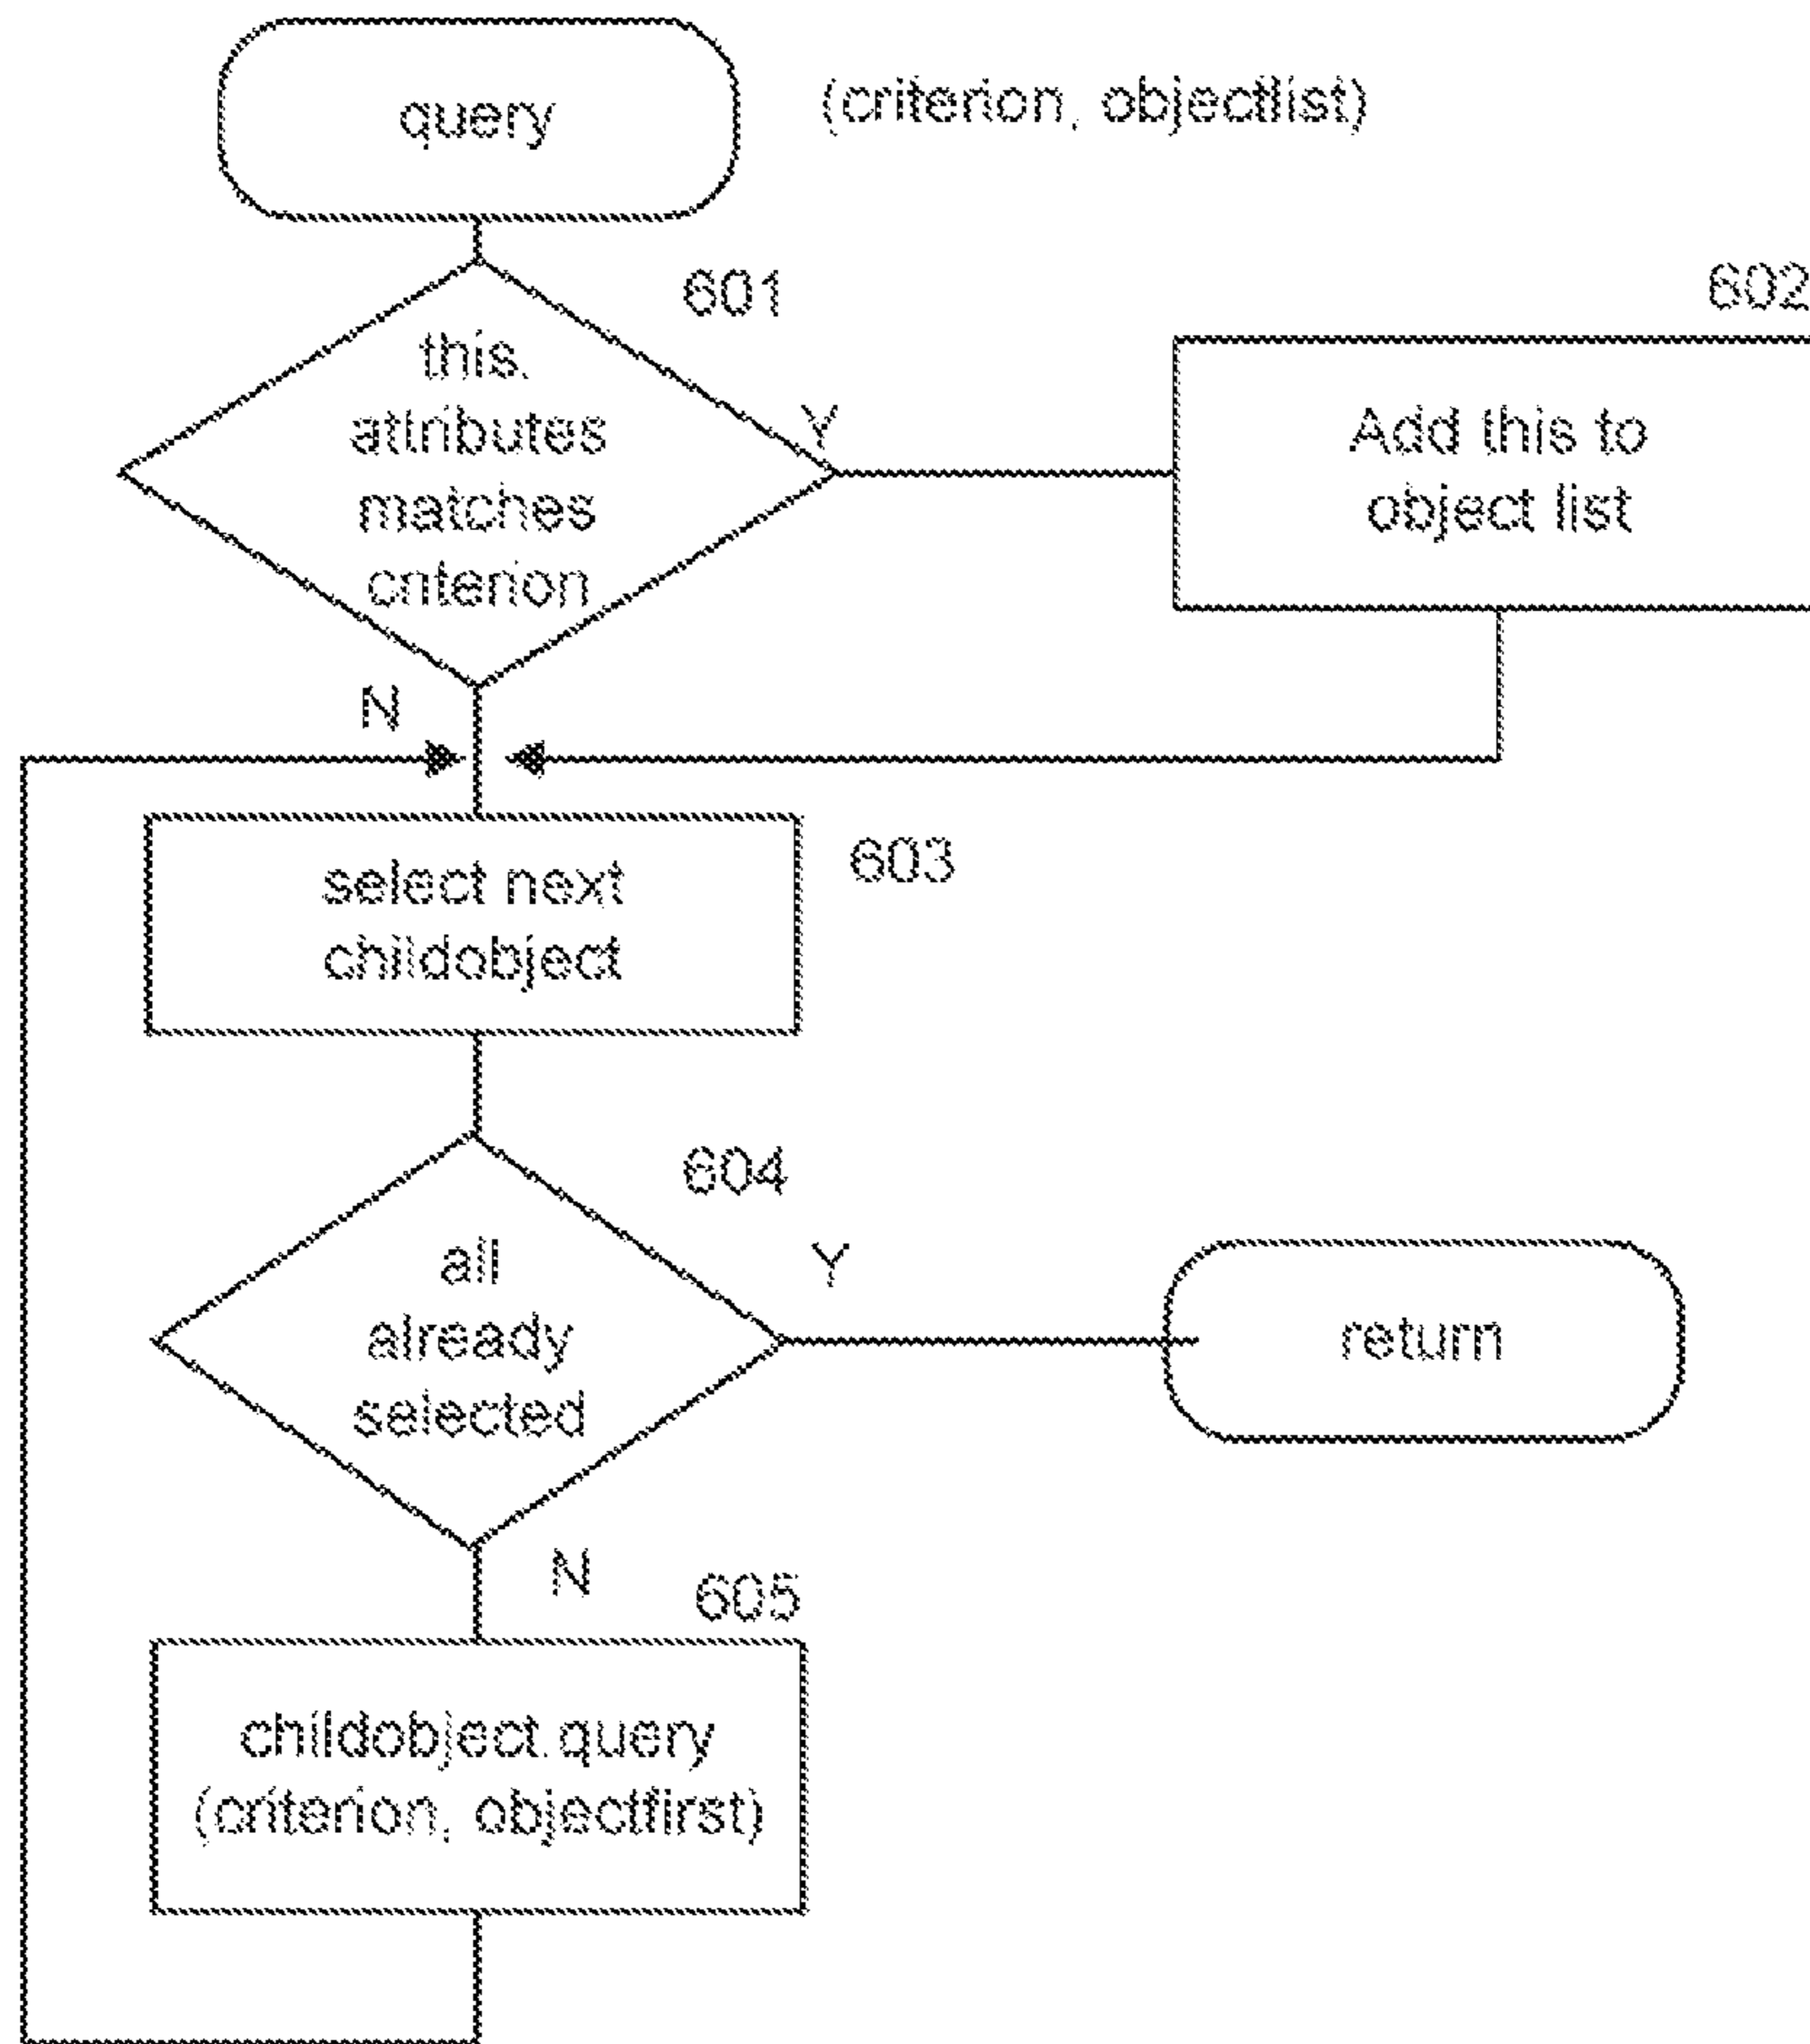 query
(criterion, objectlist)
601
602
this.
attributes
matches
criterion
Y
Add this to
object list
N
select next
childobject
603
604
all
already
selected
Y
return
N
605
childobject.query
(criterion, objectfirst)